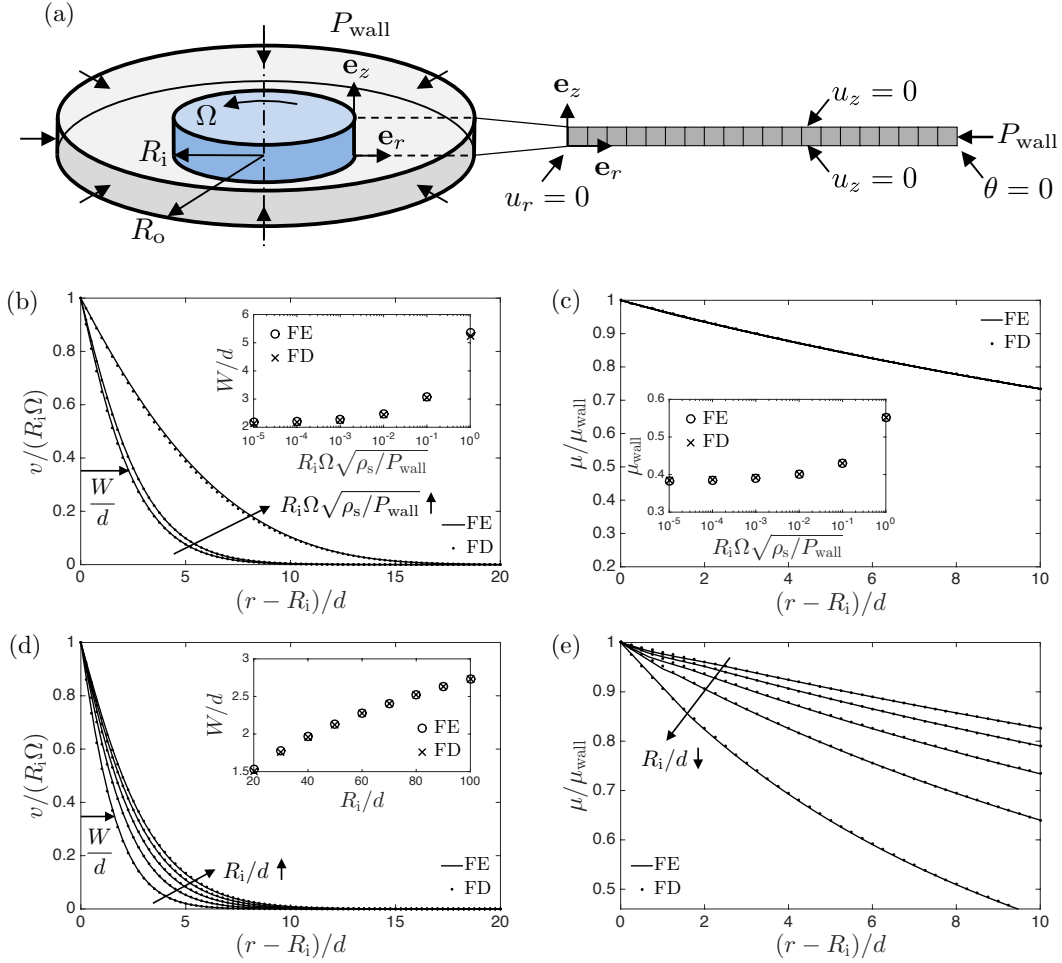 (a)
P_wall
e_z
Ω
e_r
R_i
R_o
e_z
e_r
u_r = 0
u_z = 0
u_z = 0
P_wall
θ = 0
(b)
v/(R_iΩ)
1
0.8
0.6
0.4
0.2
0
0 5 10 15 20
(r − R_i)/d
W/d
R_iΩ√ρ_s/P_wall
FE
FD
W/d
6
5
4
3
2
10^-5 10^-4 10^-3 10^-2 10^-1 10^0
R_iΩ√ρ_s/P_wall
FE
FD
(c)
μ/μ_wall
1
0.9
0.8
0.7
0.6
0.5
0.4
0.3
0.2
0 2 4 6 8 10
(r − R_i)/d
FE
FD
μ_wall
0.6
0.5
0.4
0.3
10^-5 10^-4 10^-3 10^-2 10^-1 10^0
R_iΩ√ρ_s/P_wall
FE
FD
(d)
v/(R_iΩ)
1
0.8
0.6
0.4
0.2
0
0 5 10 15 20
(r − R_i)/d
W/d
R_i/d
FE
FD
W/d
3
2.5
2
1.5
20 40 60 80 100
R_i/d
FE
FD
(e)
μ/μ_wall
1
0.9
0.8
0.7
0.6
0.5
0 2 4 6 8 10
(r − R_i)/d
R_i/d
FE
FD